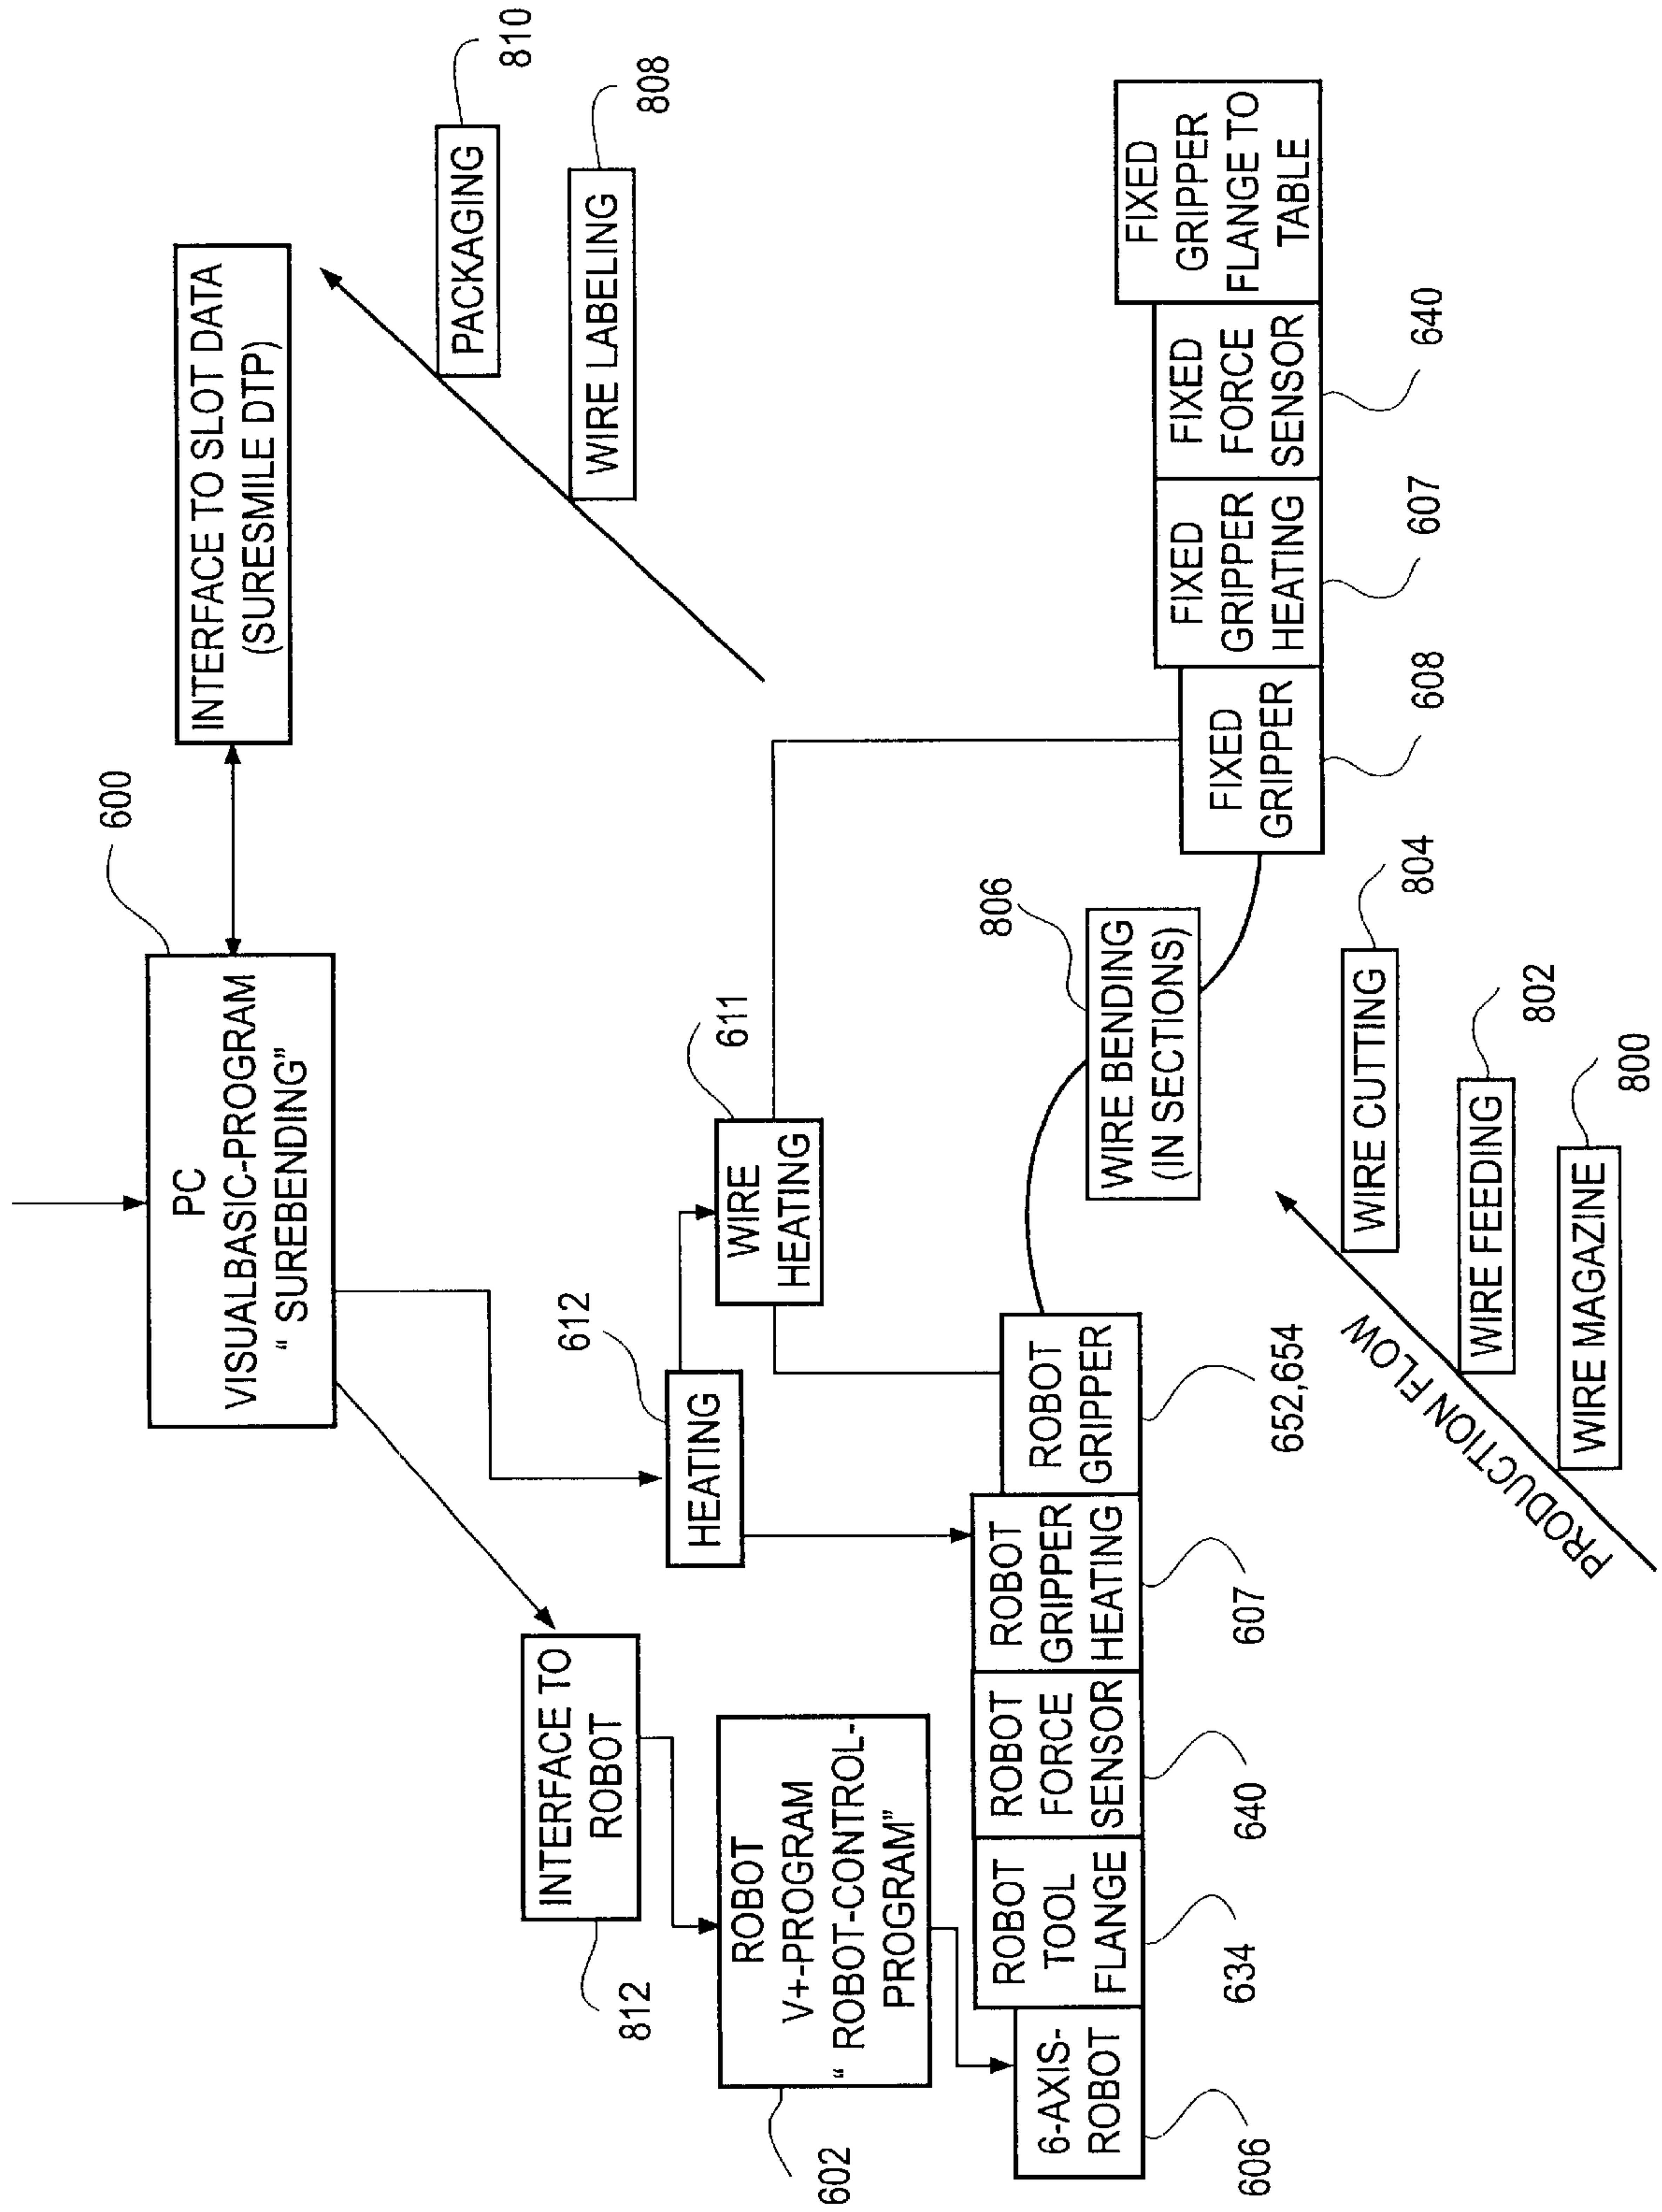 600
PC
VISUALBASIC-PROGRAM
“ SUREBENDING”
INTERFACE TO SLOT DATA
(SURESMILE DTP)
810
PACKAGING
808
WIRE LABELING
812
INTERFACE TO
ROBOT
612
HEATING
611
WIRE
HEATING
602
ROBOT
V+-PROGRAM
“ ROBOT-CONTROL-
PROGRAM”
606
6-AXIS-
ROBOT
634
ROBOT
TOOL
FLANGE
640
ROBOT
FORCE
SENSOR
607
ROBOT
GRIPPER
HEATING
652,654
ROBOT
GRIPPER
806
WIRE BENDING
(IN SECTIONS)
608
FIXED
GRIPPER
607
FIXED
GRIPPER
HEATING
640
FIXED
FORCE
SENSOR
FIXED
GRIPPER
FLANGE TO
TABLE
804
WIRE CUTTING
802
WIRE FEEDING
800
WIRE MAGAZINE
PRODUCTION FLOW